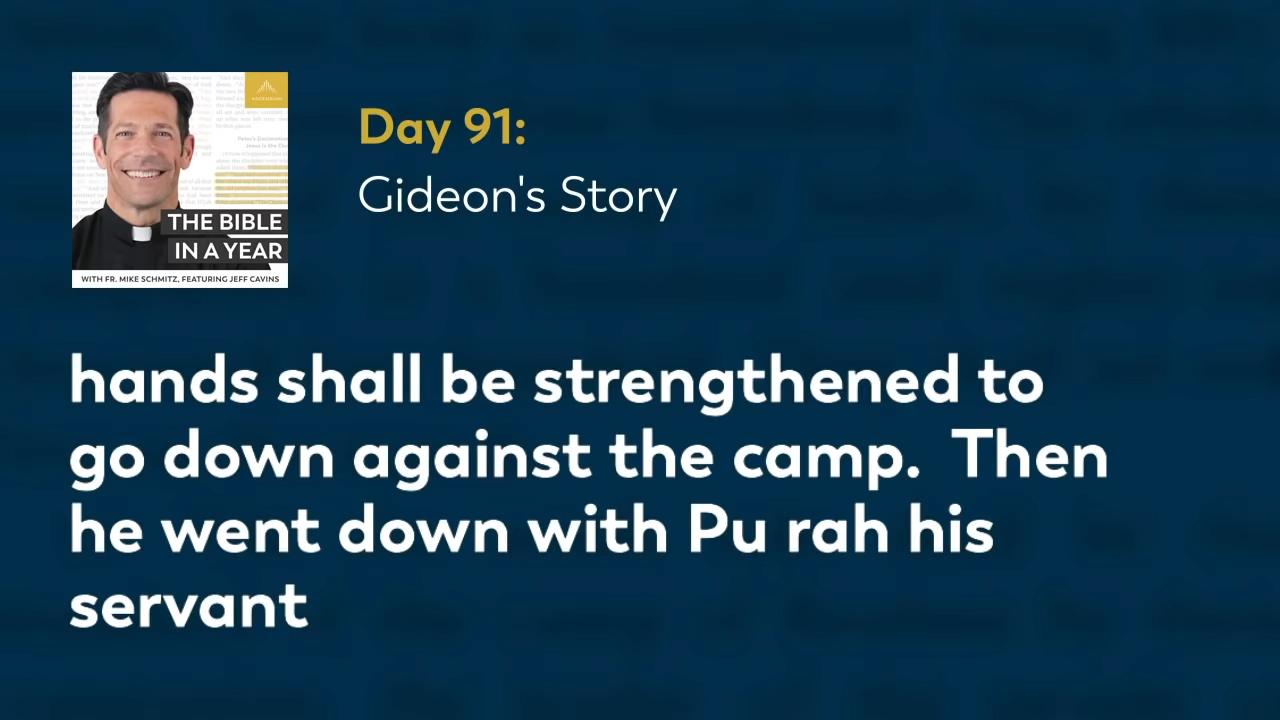 Day 91:
Gideon's Story
THE BIBLE
IN A YEAR
WITH FR. MIKE SCHMITZ, FEATURING JEFF CAVINS
hands shall be strengthened to
go down against the camp.  Then
he went down with Pu rah his
servant